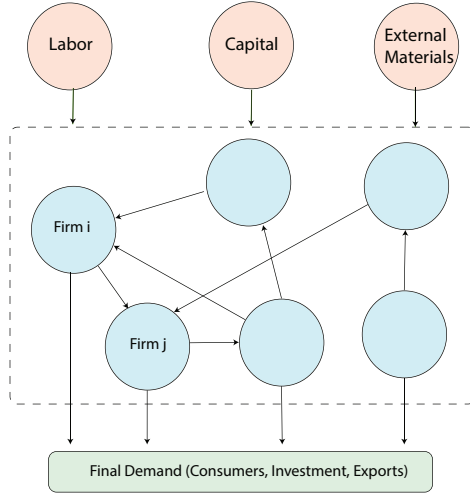 Labor
Capital
External
Materials
Firm i
Firm j
Final Demand (Consumers, Investment, Exports)